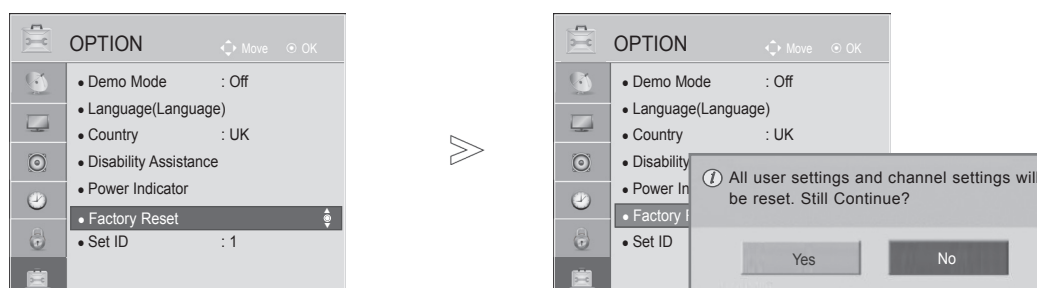 OPTION Move OK
• Demo Mode : Off
• Language(Language)
• Country : UK
• Disability Assistance
• Power Indicator
• Factory Reset
• Set ID : 1
OPTION Move OK
• Demo Mode : Off
• Language(Language)
• Country : UK
• Disability
• Power In
• Factory
• Set ID
All user settings and channel settings will
be reset. Still Continue?
Yes No